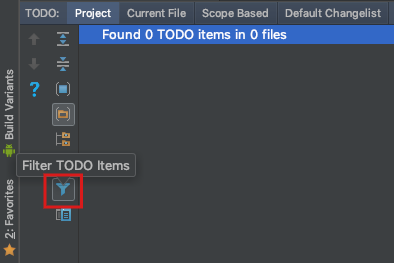 TODO: Project Current File Scope Based Default Changelist
Found 0 TODO items in 0 files
?
Build Variants
Filter TODO Items
2: Favorites